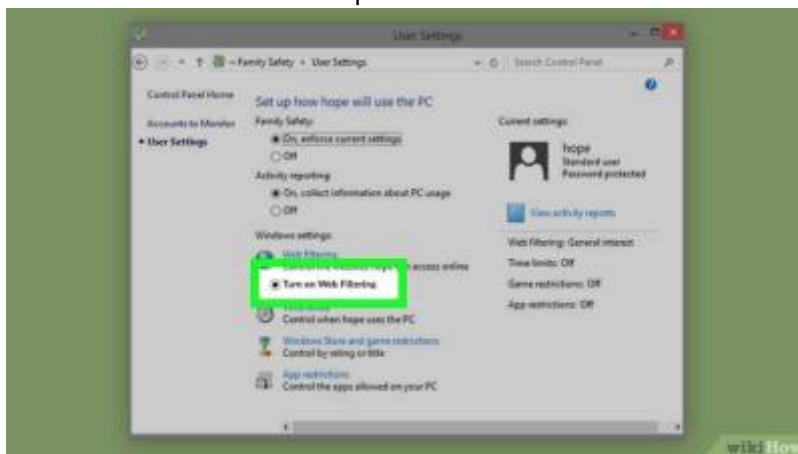 User Settings
Family Safety
User Settings
Search Control Panel
Control Panel Home
Accounts to Monitor
User Settings
Set up how hope will use the PC
Family Safety:
On, enforce current settings
Off
Activity reporting:
On, collect information about PC usage
Off
Windows settings:
Web filtering
access online
Turn on Web Filtering
Control when hope uses the PC
Windows Store and game restrictions
Control by rating or title
App restrictions
Control the apps allowed on your PC
Current settings:
hope
Standard user
Password protected
View activity reports
Web filtering: General interest
Time limits: Off
Game restrictions: Off
App restrictions: Off
wikiHow